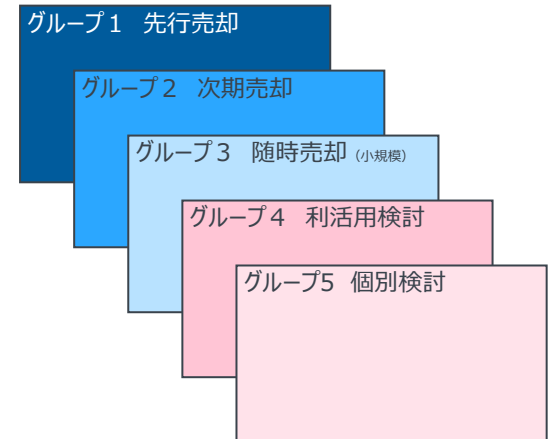 グループ１　先行売却
グループ２　次期売却
グループ３　随時売却（小規模）
グループ４　利活用検討
グループ5　個別検討